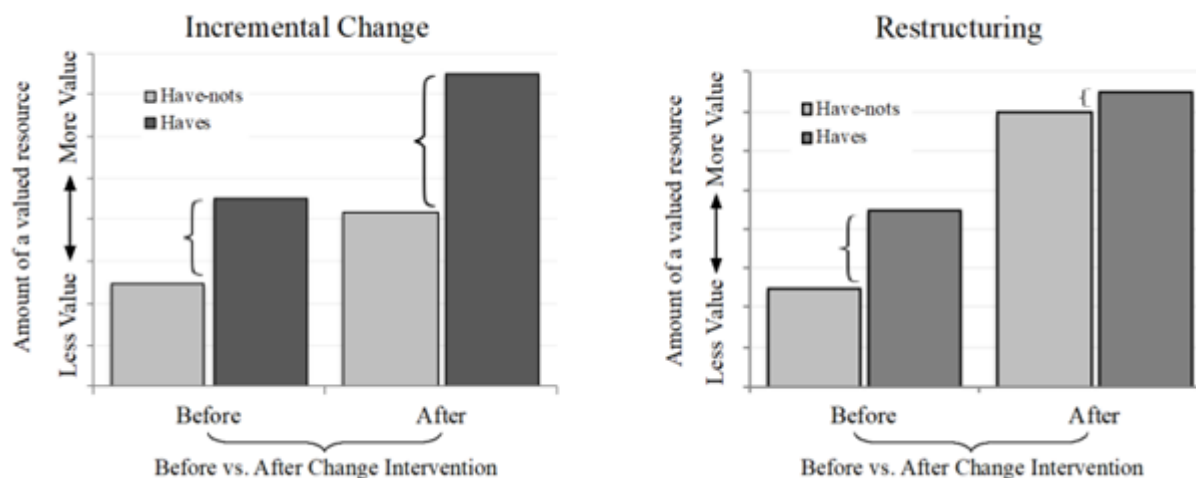 Incremental Change
Amount of a valued resource
Less Value
More Value
Have-nots
Haves
Before
After
Before vs. After Change Intervention
Restructuring
Amount of a valued resource
Less Value
More Value
Have-nots
Haves
Before
After
Before vs. After Change Intervention